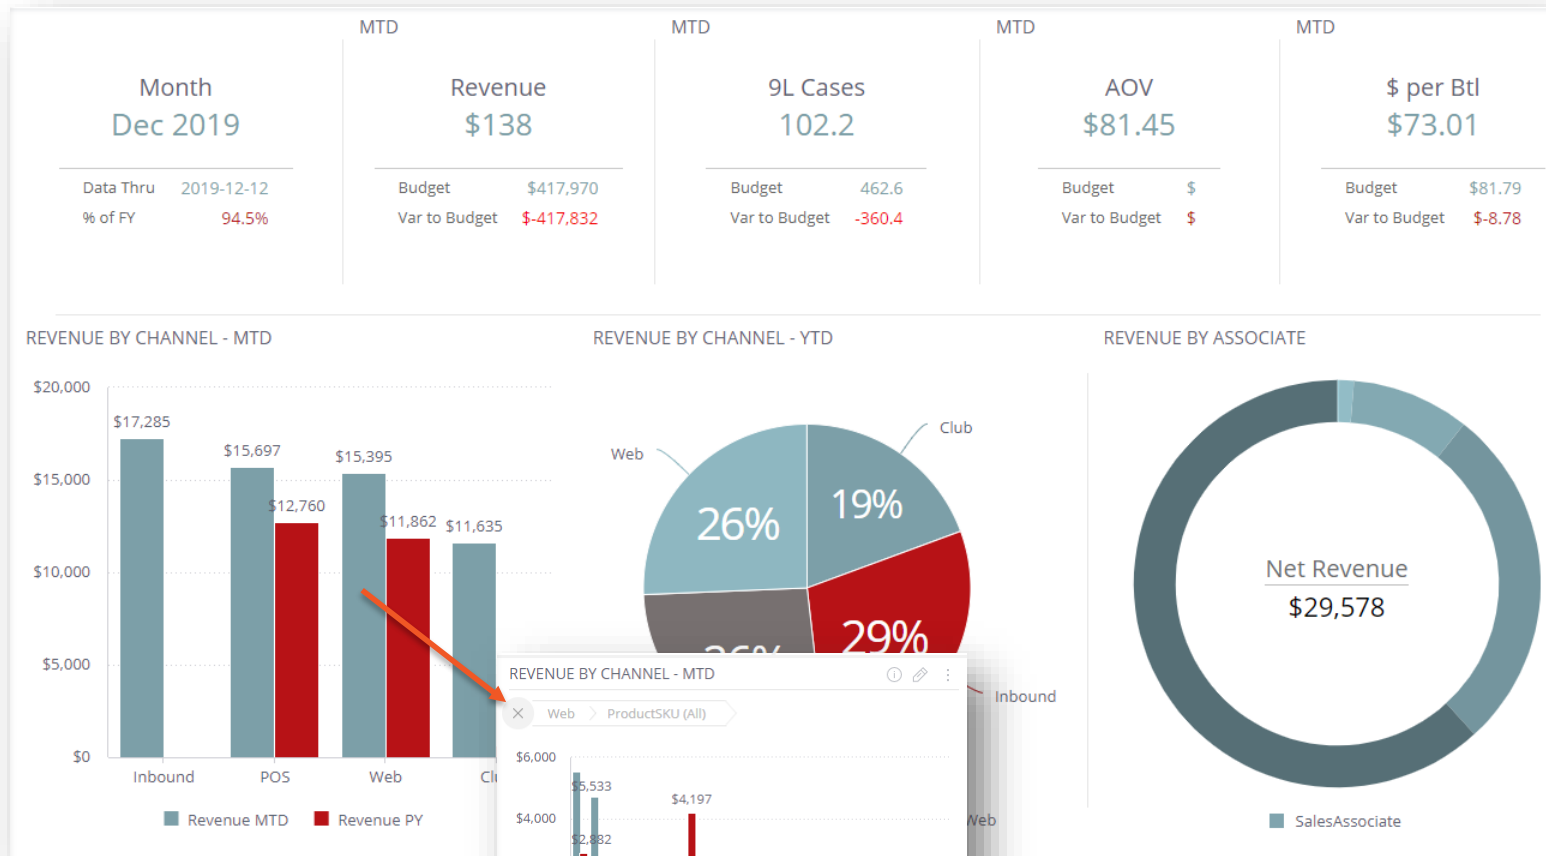 MTD MTD MTD MTD
Month Revenue 9L Cases AOV $ per Btl
Dec 2019 $138 102.2 $81.45 $73.01
Data Thru 2019-12-12 Budget $417,970 Budget 462.6 Budget $ Budget $81.79
% of FY 94.5% Var to Budget $-417,832 Var to Budget -360.4 Var to Budget $ Var to Budget $-8.78
REVENUE BY CHANNEL - MTD
$20,000
$17,285
$15,697
$15,395
$15,000
$12,760
$11,862
$11,635
$10,000
$5,000
$0
Inbound POS Web Cl
Revenue MTD Revenue PY
REVENUE BY CHANNEL - YTD
Club
Web
19%
26%
29%
Inbound
Web
REVENUE BY CHANNEL - MTD
Web ProductSKU (All)
$6,000
$5,533
$4,197
$4,000
$2,882
REVENUE BY ASSOCIATE
Net Revenue
$29,578
SalesAssociate